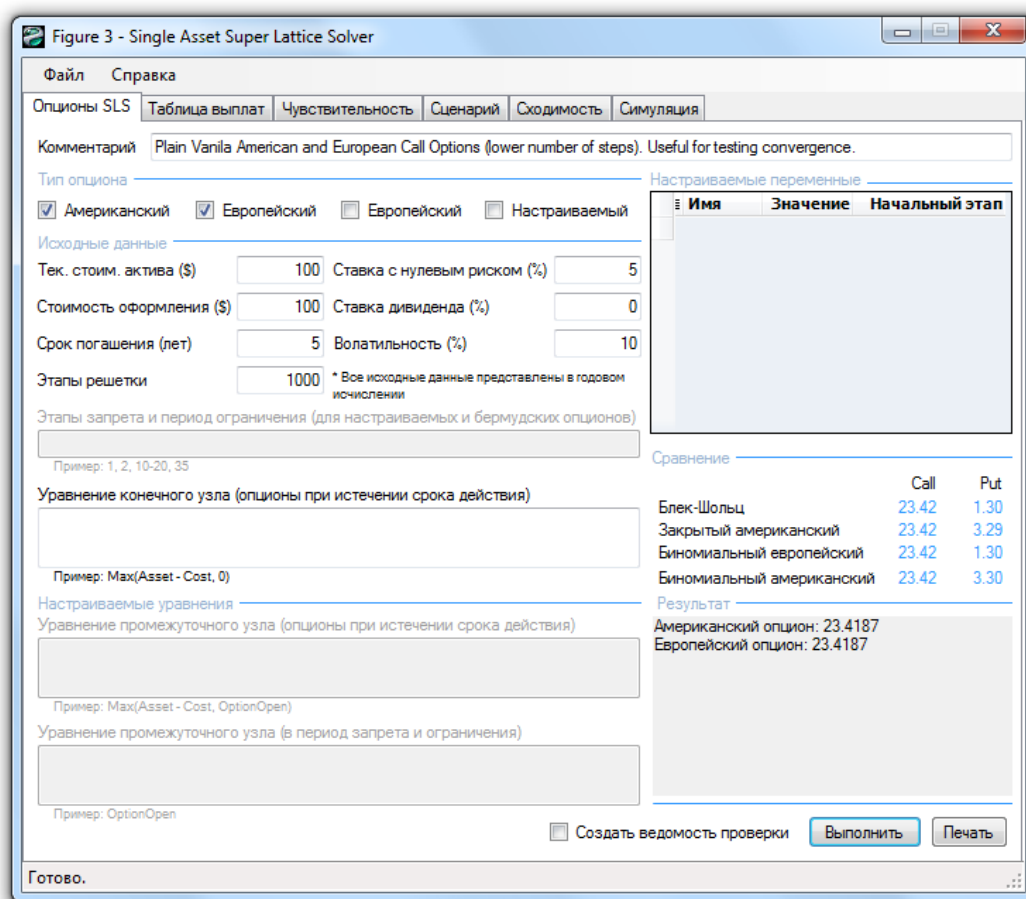 Figure 3 - Single Asset Super Lattice Solver
Файл Справка
Опционы SLS Таблица выплат Чувствительность Сценарий Сходимость Симуляция
Комментарий Plain Vanila American and European Call Options (lower number of steps). Useful for testing convergence.
Тип опциона
Американский Европейский Европейский Настраиваемый
Настраиваемые переменные
Имя Значение Начальный этап
Исходные данные
Тек. стоим. актива ($) 100 Ставка с нулевым риском (%) 5
Стоимость оформления ($) 100 Ставка дивиденда (%) 0
Срок погашения (лет) 5 Волатильность (%) 10
Этапы решетки 1000 * Все исходные данные представлены в годовом
исчислении
Этапы запрета и период ограничения (для настраиваемых и бермудских опционов)
Пример: 1, 2, 10-20, 35
Уравнение конечного узла (опционы при истечении срока действия)
Пример: Max(Asset - Cost, 0)
Настраиваемые уравнения
Уравнение промежуточного узла (опционы при истечении срока действия)
Пример: Max(Asset - Cost, OptionOpen)
Уравнение промежуточного узла (в период запрета и ограничения)
Пример: OptionOpen
Сравнение
Call Put
Блек-Шольц 23.42 1.30
Закрытый американский 23.42 3.29
Биномиальный европейский 23.42 1.30
Биномиальный американский 23.42 3.30
Результат
Американский опцион: 23.4187
Европейский опцион: 23.4187
Создать ведомость проверки Выполнить Печать
Готово.